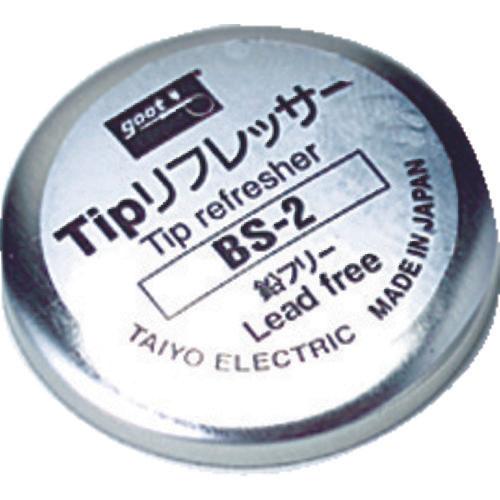 goot
Tipリフレッサー
Tip refresher
BS-2
鉛フリー
Lead free
TAIYO ELECTRIC MADE IN JAPAN